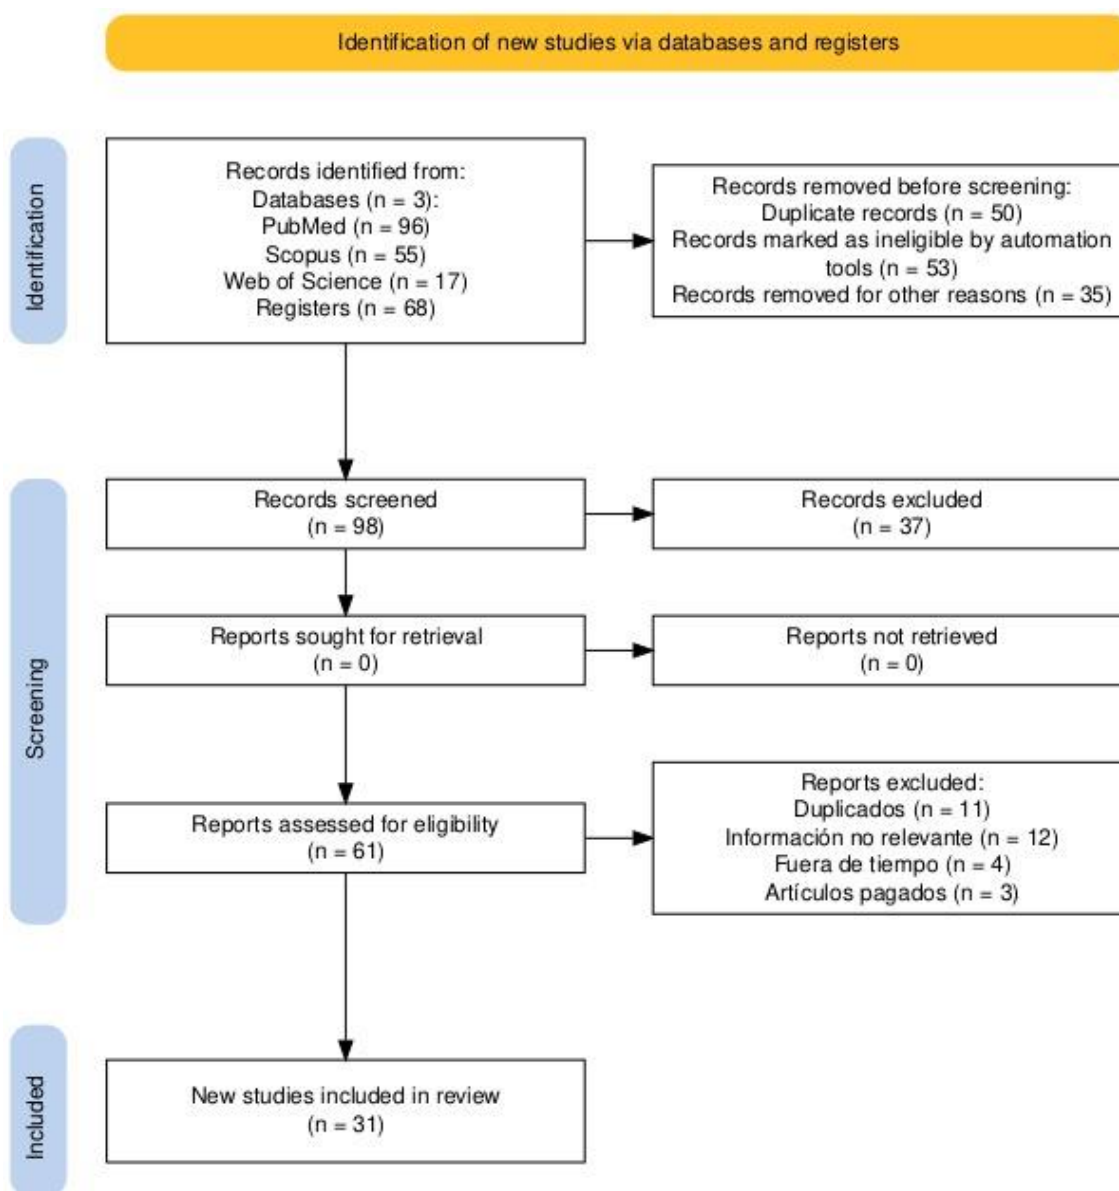 Identification of new studies via databases and registers
Identification
Records identified from:
Databases (n = 3):
PubMed (n = 96)
Scopus (n = 55)
Web of Science (n = 17)
Registers (n = 68)
Records removed before screening:
Duplicate records (n = 50)
Records marked as ineligible by automation
tools (n = 53)
Records removed for other reasons (n = 35)
Screening
Records screened
(n = 98)
Records excluded
(n = 37)
Reports sought for retrieval
(n = 0)
Reports not retrieved
(n = 0)
Reports assessed for eligibility
(n = 61)
Reports excluded:
Duplicados (n = 11)
Información no relevante (n = 12)
Fuera de tiempo (n = 4)
Artículos pagados (n = 3)
Included
New studies included in review
(n = 31)